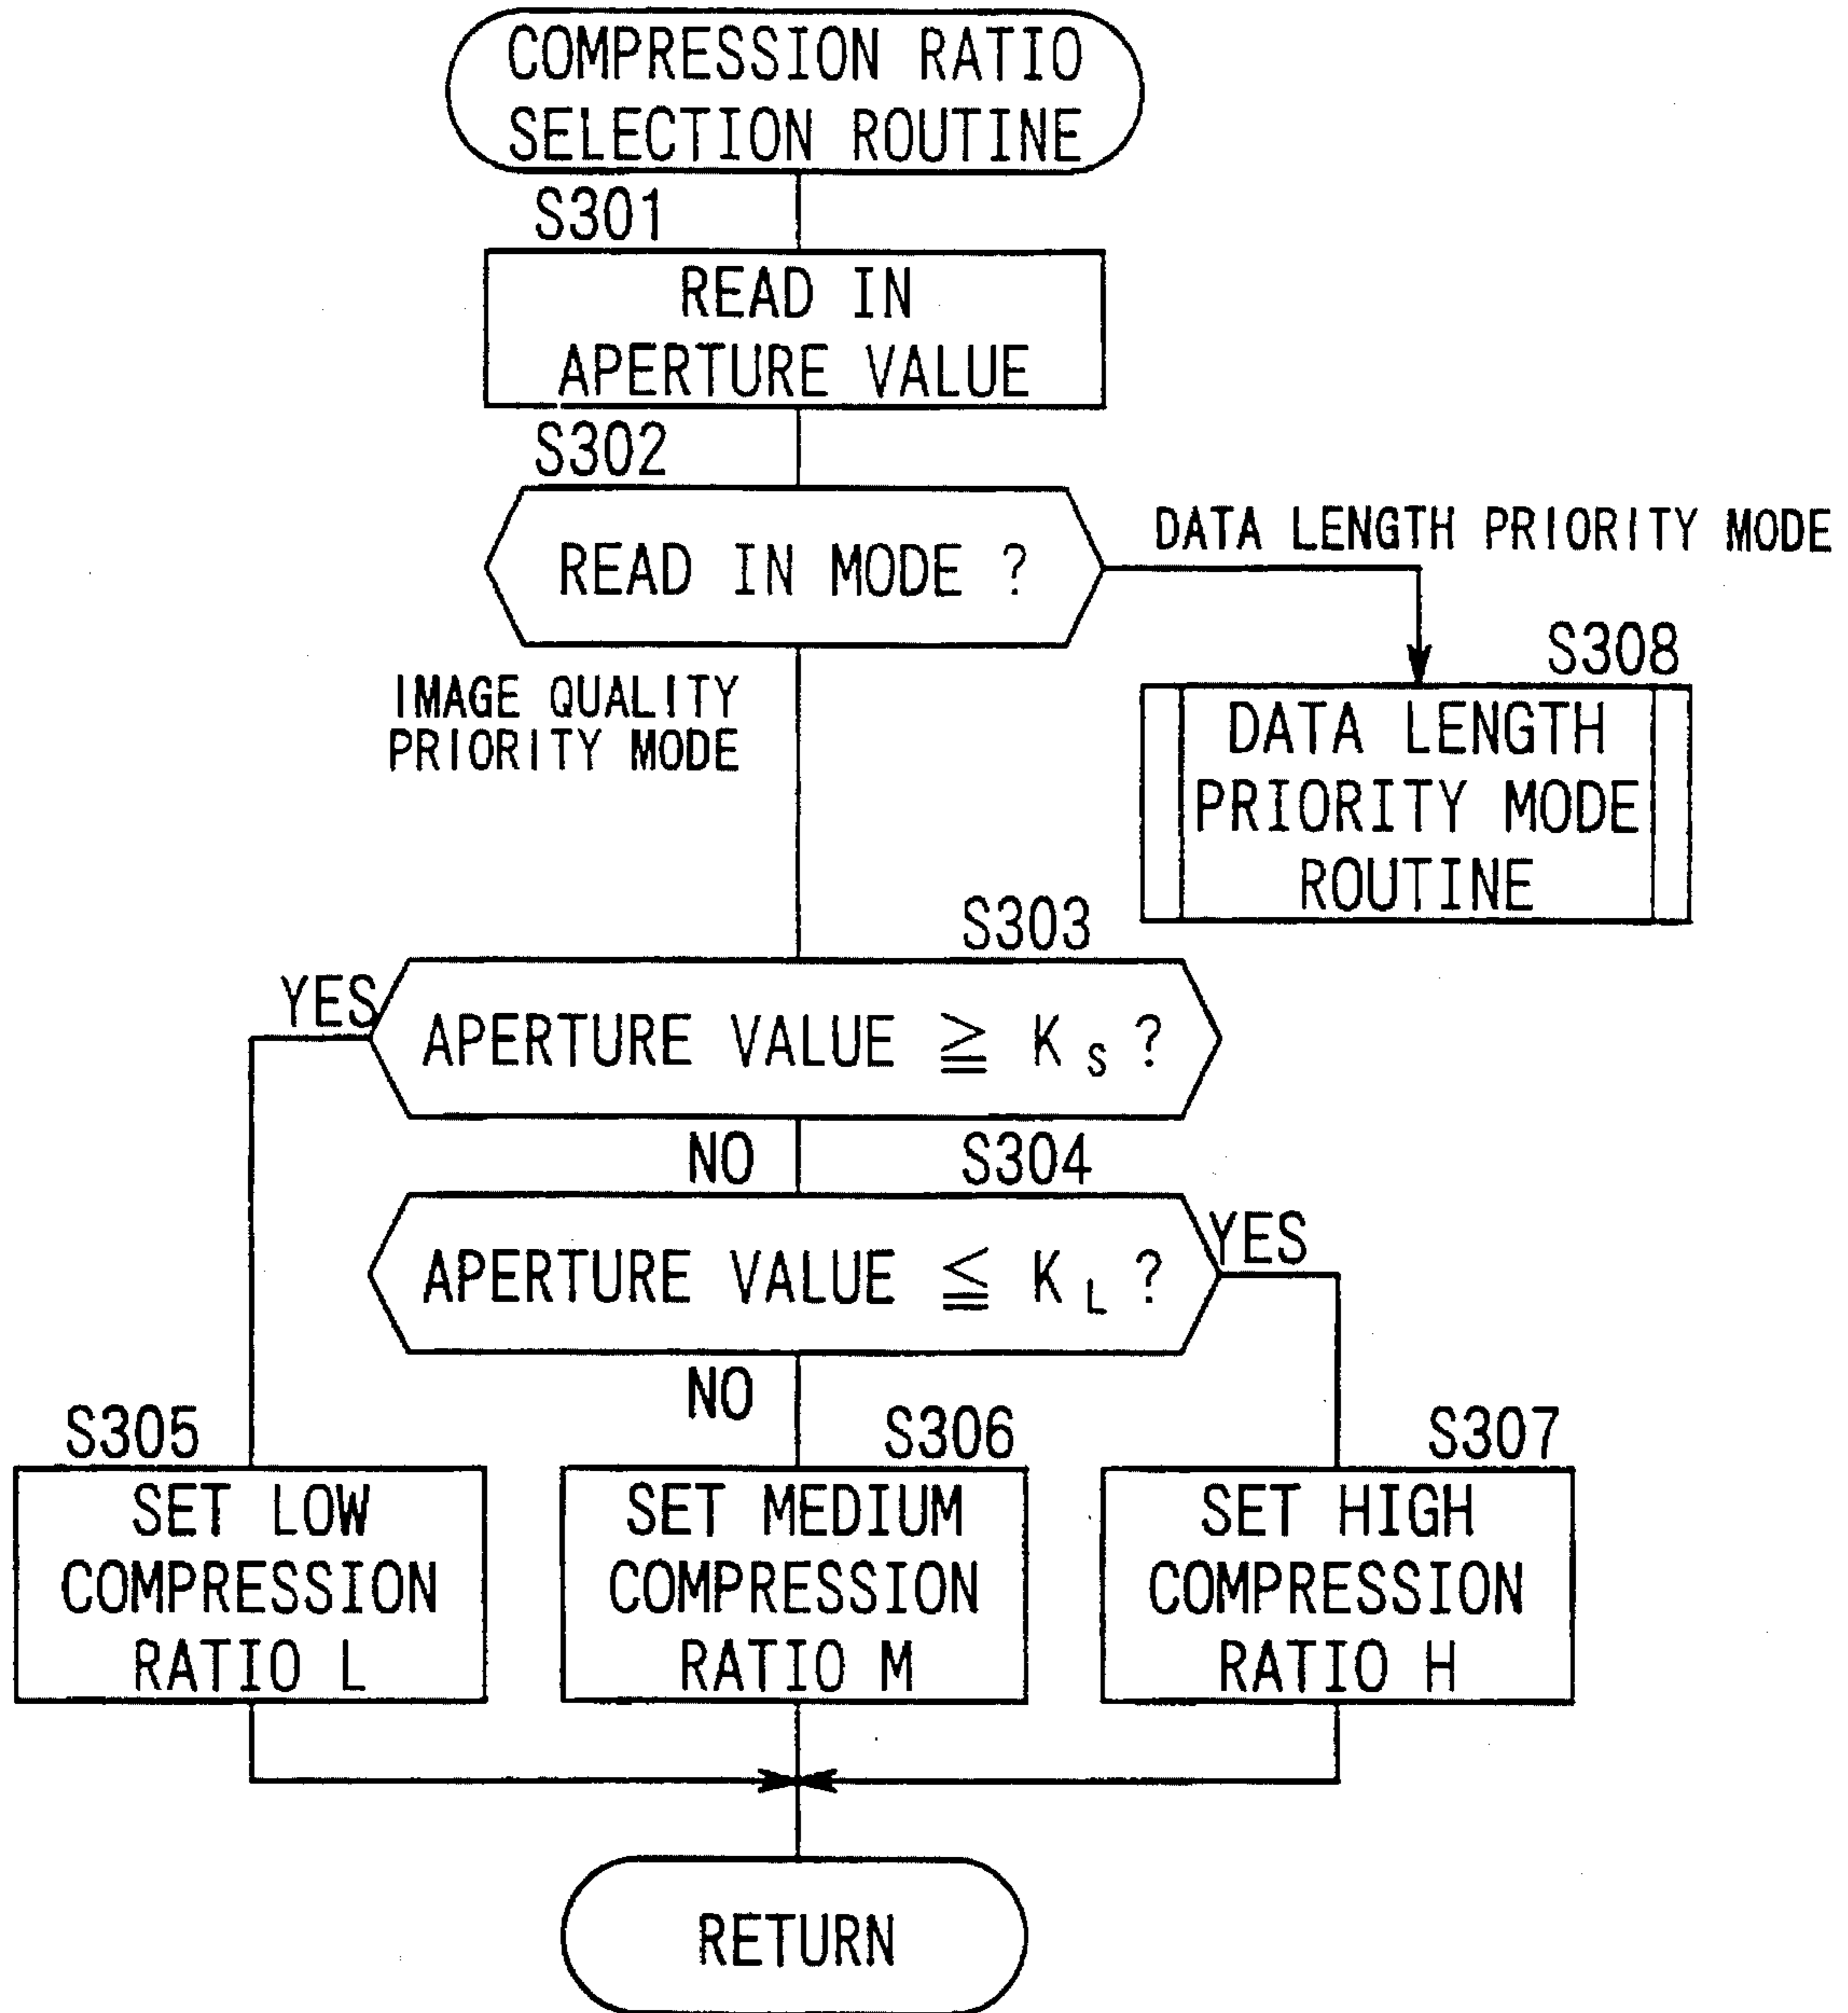 COMPRESSION RATIO
SELECTION ROUTINE
S301
READ IN
APERTURE VALUE
S302
READ IN MODE ?
DATA LENGTH PRIORITY MODE
IMAGE QUALITY
PRIORITY MODE
S308
DATA LENGTH
PRIORITY MODE
ROUTINE
S303
YES
APERTURE VALUE ≧ KS ?
NO
S304
APERTURE VALUE ≦ KL ?
YES
NO
S305
SET LOW
COMPRESSION
RATIO L
S306
SET MEDIUM
COMPRESSION
RATIO M
S307
SET HIGH
COMPRESSION
RATIO H
RETURN